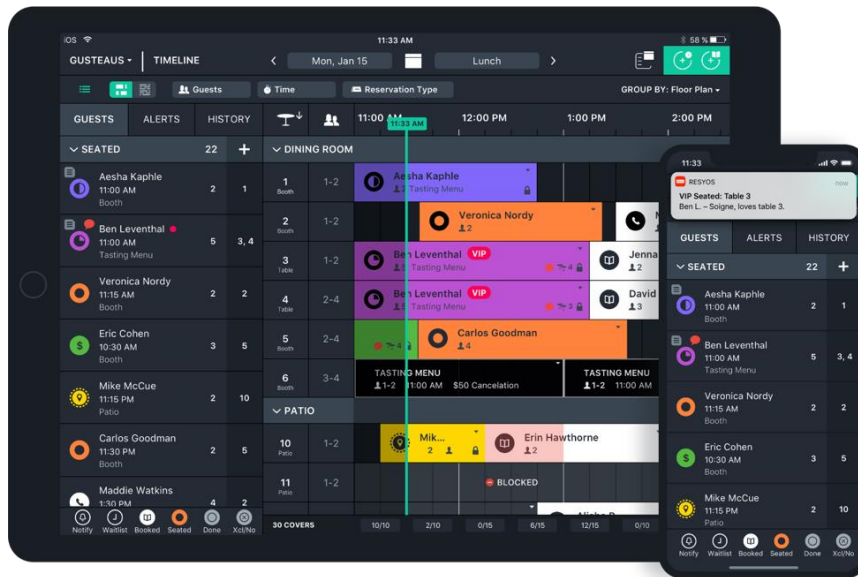 iOS
11:33 AM
58 %
GUSTEAUS
TIMELINE
Mon, Jan 15
Lunch
Guests
Time
Reservation Type
GROUP BY: Floor Plan
GUESTS
ALERTS
HISTORY
11:00
11:33 AM
12:00 PM
1:00 PM
2:00 PM
SEATED
22
+
Aesha Kaphle
11:00 AM
Booth
2
1
Ben Leventhal
11:00 AM
Tasting Menu
5
3, 4
Veronica Nordy
11:15 AM
Booth
2
2
Eric Cohen
10:30 AM
Booth
3
5
Mike McCue
11:15 PM
Patio
2
10
Carlos Goodman
11:30 PM
Booth
2
5
Maddie Watkins
1:30 PM
4
2
Notify
Waitlist
Booked
Seated
Done
Xcl/No
DINING ROOM
1
Booth
1-2
Aesha Kaphle
Tasting Menu
2
Booth
1-2
Veronica Nordy
2
3
Table
1-2
Ben Leventhal
VIP
Tasting Menu
4
Jenna
2
4
Table
2-4
Ben Leventhal
VIP
Tasting Menu
3
David
3
5
Booth
2-4
4
Carlos Goodman
4
6
Booth
3-4
TASTING MENU
1-2 11:00 AM $50 Cancelation
TASTING MENU
1-2 11:00 AM
PATIO
10
Patio
1-2
Mik...
2
Erin Hawthorne
2
11
Patio
1-2
BLOCKED
30 COVERS
10/10
2/10
0/15
6/15
12/15
0/10
11:33
RESYOS
now
VIP Seated: Table 3
Ben L. – Soigne, loves table 3.
GUESTS
ALERTS
HISTORY
SEATED
22
+
Aesha Kaphle
11:00 AM
Booth
2
1
Ben Leventhal
11:00 AM
Tasting Menu
5
3, 4
Veronica Nordy
11:15 AM
Booth
2
2
Eric Cohen
10:30 AM
Booth
3
5
Mike McCue
11:15 PM
Patio
2
10
Notify
Waitlist
Booked
Seated
Done
Xcl/No